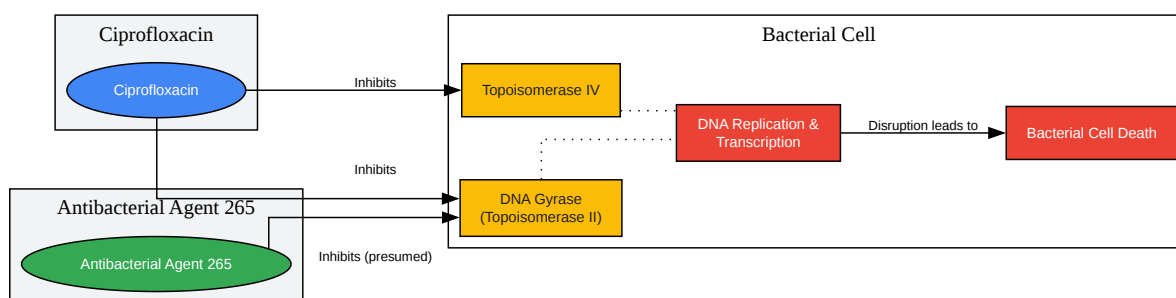 Ciprofloxacin
Bacterial Cell
Ciprofloxacin
Inhibits
Topoisomerase IV
DNA Replication &
Transcription
Disruption leads to
Bacterial Cell Death
Inhibits
DNA Gyrase
(Topoisomerase II)
Antibacterial Agent 265
Antibacterial Agent 265
Inhibits (presumed)